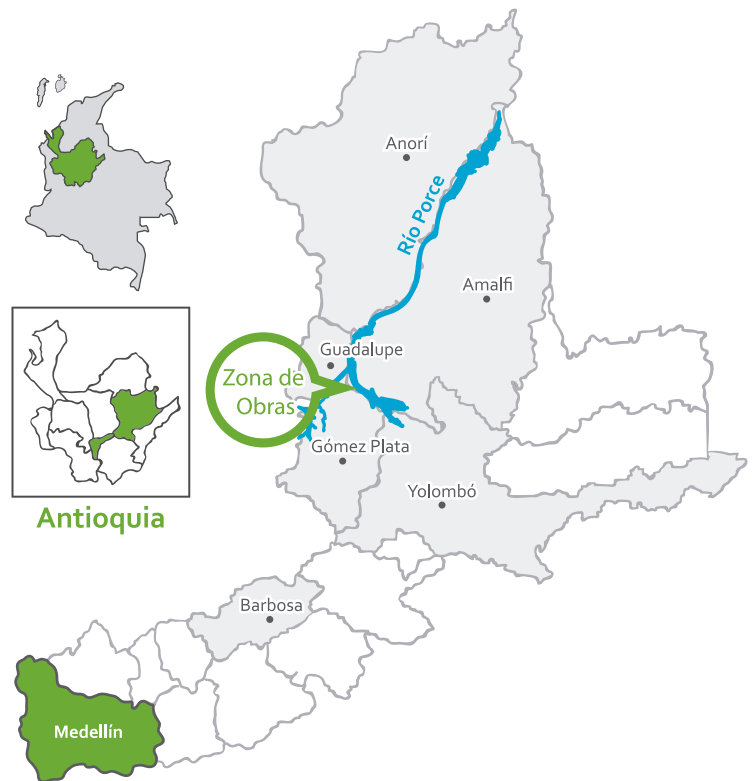 Anorí
Río Porce
Amalfi
Guadalupe
Zona de
Obras
Gómez Plata
Yolombó
Antioquia
Barbosa
Medellín